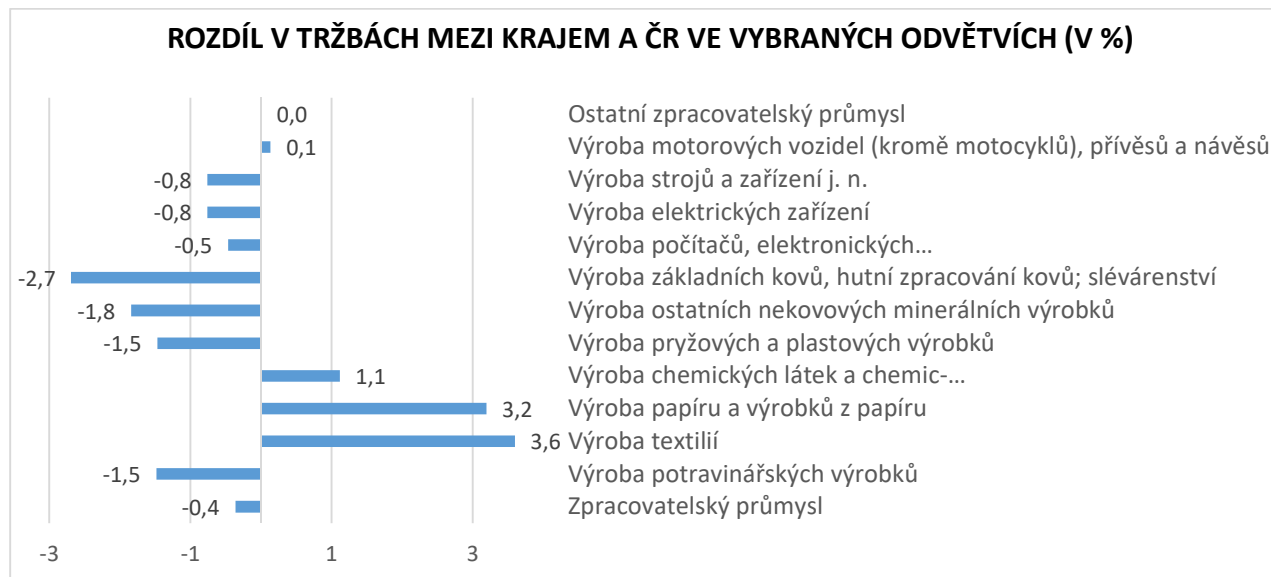 ROZDÍL V TRŽBÁCH MEZI KRAJEM A ČR VE VYBRANÝCH ODVĚTVÍCH (V %)
0,0 Ostatní zpracovatelský průmysl
0,1 Výroba motorových vozidel (kromě motocyklů), přívěsů a návěsů
-0,8 Výroba strojů a zařízení j. n.
-0,8 Výroba elektrických zařízení
-0,5 Výroba počítačů, elektronických…
-2,7 Výroba základních kovů, hutní zpracování kovů; slévárenství
-1,8 Výroba ostatních nekovových minerálních výrobků
-1,5 Výroba pryžových a plastových výrobků
1,1 Výroba chemických látek a chemic-…
3,2 Výroba papíru a výrobků z papíru
3,6 Výroba textilií
-1,5 Výroba potravinářských výrobků
-0,4 Zpracovatelský průmysl
-3 -1 1 3